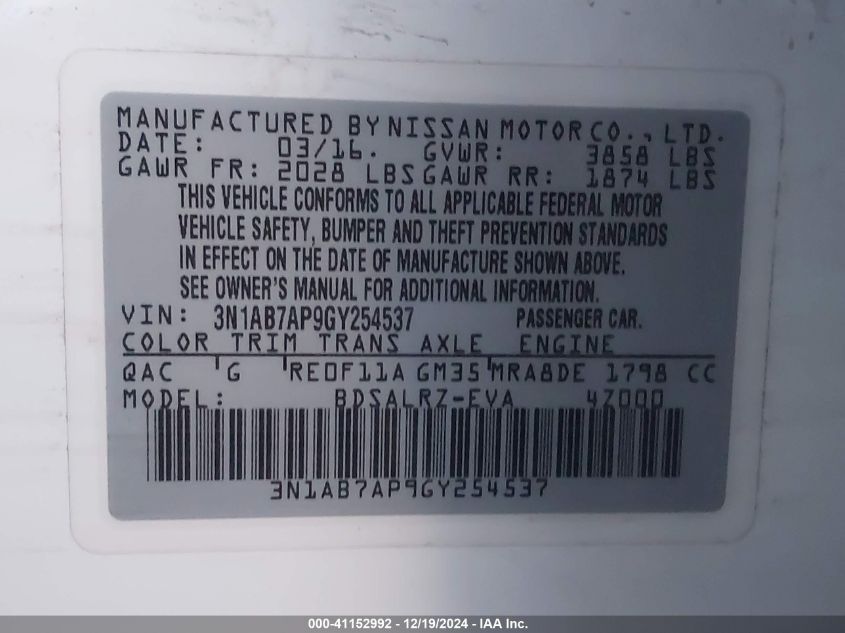 MANUFACTURED BY NISSAN MOTOR CO., LTD.
DATE: 03/16. GVWR: 3858 LBS
GAWR FR: 2028 LBS GAWR RR: 1874 LBS
THIS VEHICLE CONFORMS TO ALL APPLICABLE FEDERAL MOTOR
VEHICLE SAFETY, BUMPER AND THEFT PREVENTION STANDARDS
IN EFFECT ON THE DATE OF MANUFACTURE SHOWN ABOVE.
SEE OWNER'S MANUAL FOR ADDITIONAL INFORMATION.
VIN: 3N1AB7AP9GY254537 PASSENGER CAR.
COLOR TRIM TRANS AXLE ENGINE
QAC G RE0F11A GM35 MRA8DE 1798 CC
MODEL: BDSALRZ-EVA 4Z000
3N1AB7AP9GY254537
000-41152992 - 12/19/2024 - IAA Inc.